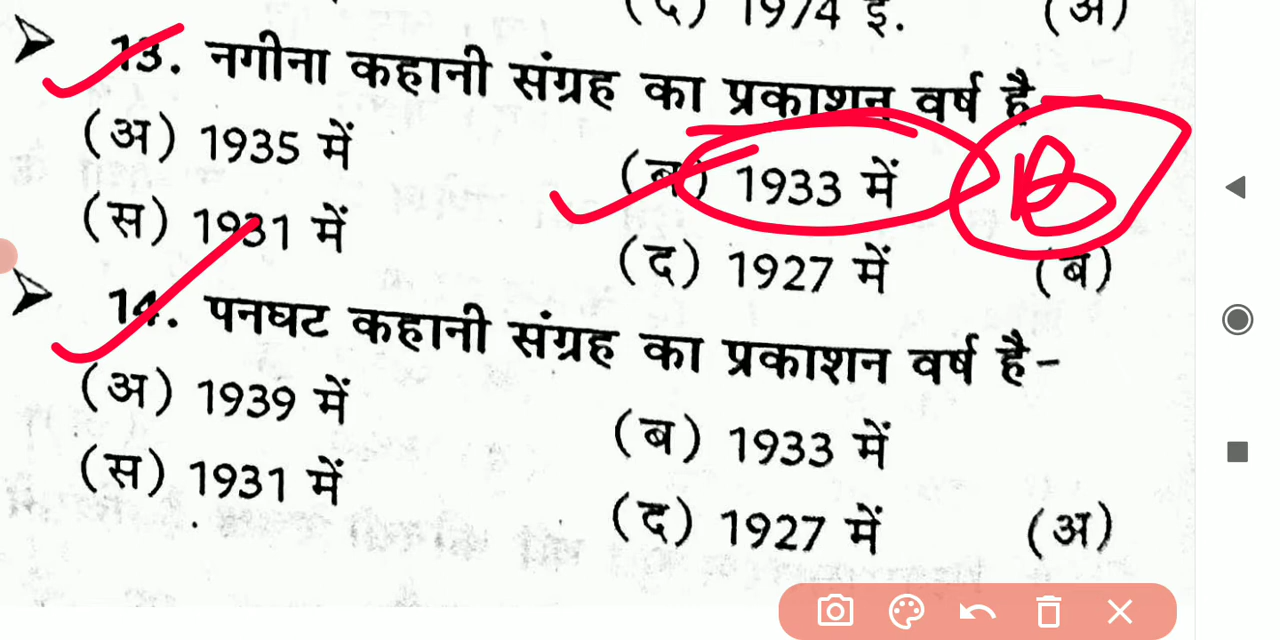 (द) 1974 ई. (अ)
13. नगीना कहानी संग्रह का प्रकाशन वर्ष है
(अ) 1935 में (ब) 1933 में B
(स) 1931 में (द) 1927 में (ब)
14. पनघट कहानी संग्रह का प्रकाशन वर्ष है-
(अ) 1939 में (ब) 1933 में
(स) 1931 में (द) 1927 में (अ)